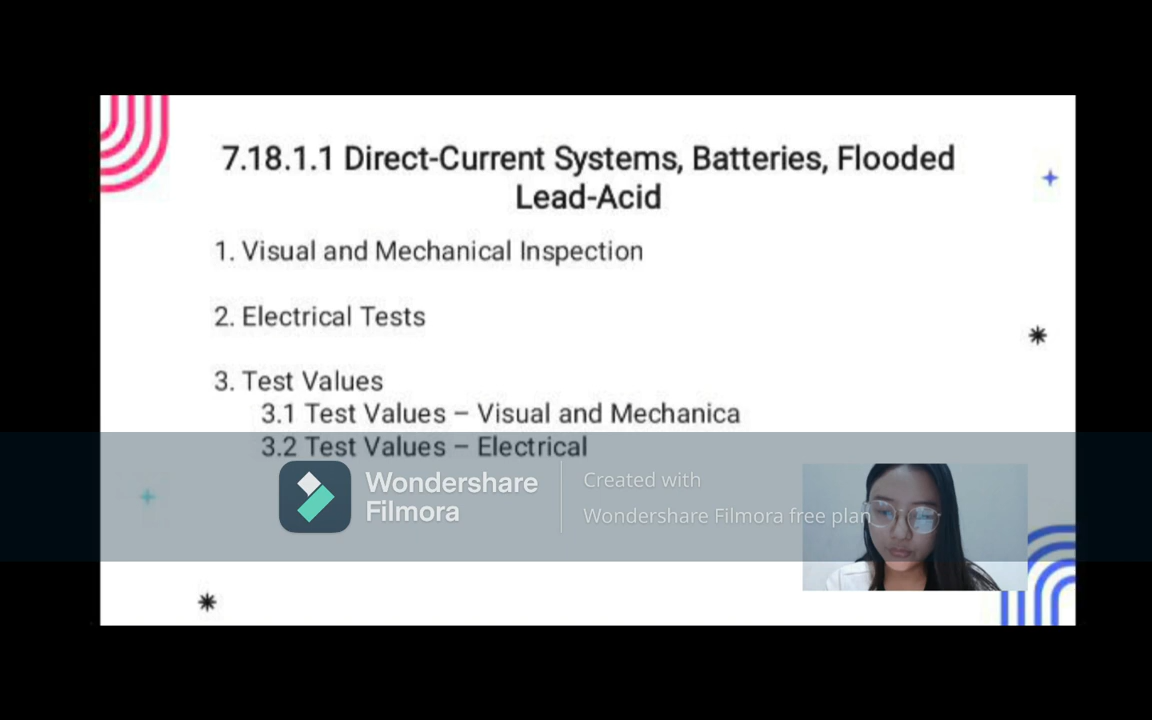 7.18.1.1 Direct-Current Systems, Batteries, Flooded
Lead-Acid
1. Visual and Mechanical Inspection
2. Electrical Tests
3. Test Values
3.1 Test Values – Visual and Mechanica
3.2 Test Values – Electrical
Wondershare
Filmora
Created with
Wondershare Filmora free plan